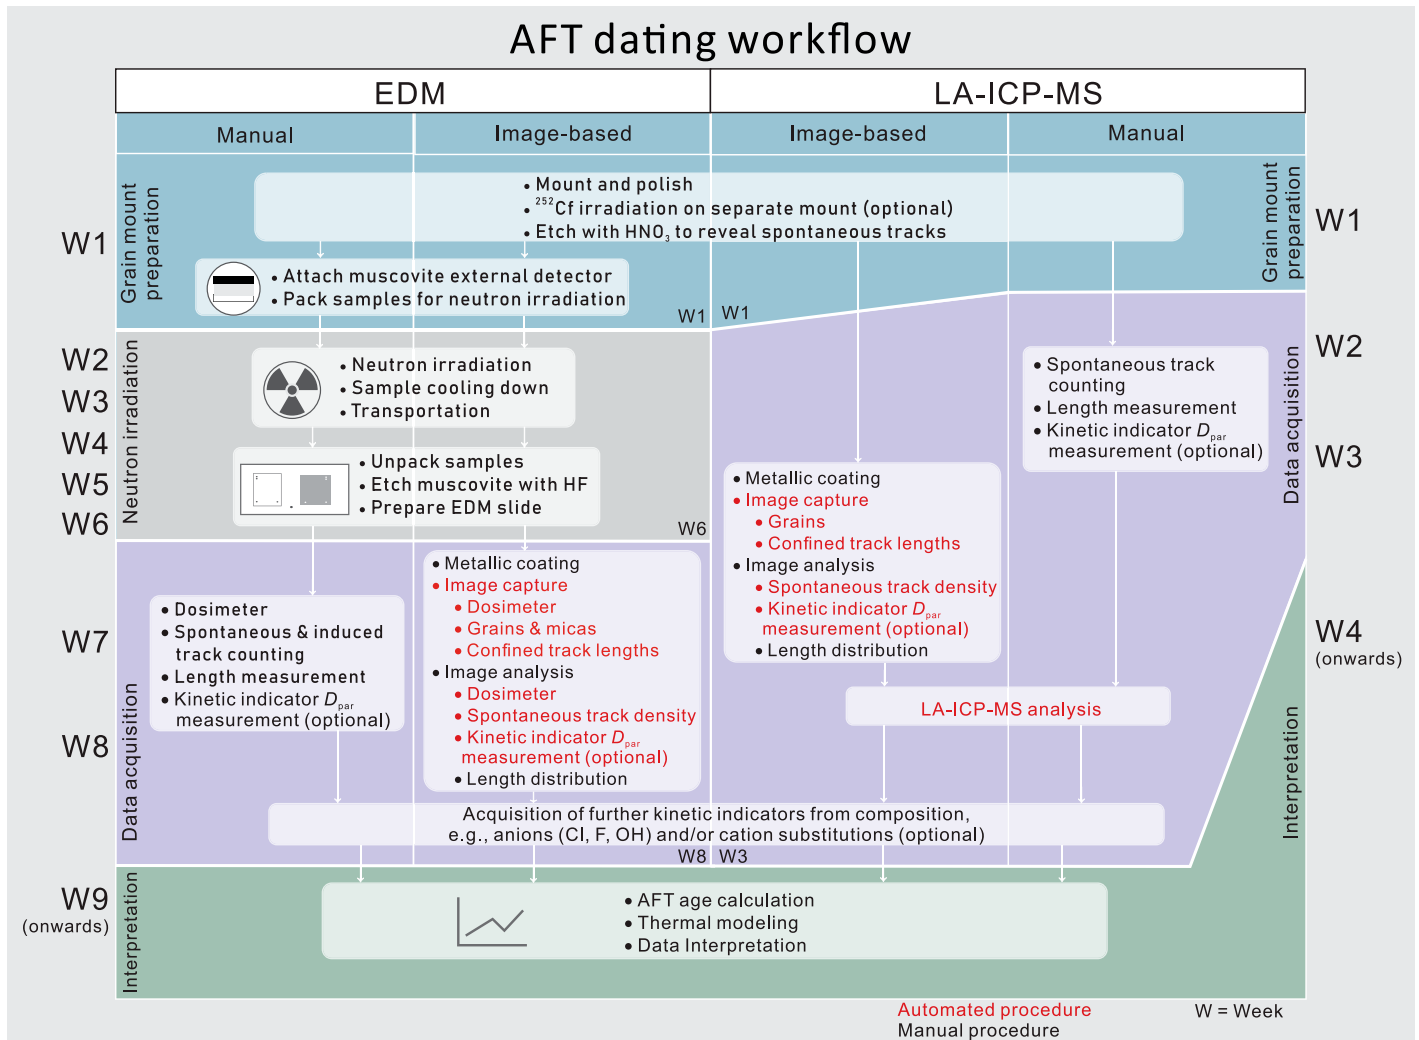 AFT dating workflow
EDM
LA-ICP-MS
Manual
Image-based
Image-based
Manual
Grain mount
preparation
W1
• Mount and polish
• ²⁵²Cf irradiation on separate mount (optional)
• Etch with HNO₃ to reveal spontaneous tracks
• Attach muscovite external detector
• Pack samples for neutron irradiation
W1
W1
Grain mount
preparation
W1
Neutron irradiation
W2
W3
W4
W5
W6
• Neutron irradiation
• Sample cooling down
• Transportation
• Unpack samples
• Etch muscovite with HF
• Prepare EDM slide
W6
Data acquisition
W7
W8
• Dosimeter
• Spontaneous & induced
track counting
• Length measurement
• Kinetic indicator Dpar
measurement (optional)
• Metallic coating
• Image capture
• Dosimeter
• Grains & micas
• Confined track lengths
• Image analysis
• Dosimeter
• Spontaneous track density
• Kinetic indicator Dpar
measurement (optional)
• Length distribution
• Metallic coating
• Image capture
• Grains
• Confined track lengths
• Image analysis
• Spontaneous track density
• Kinetic indicator Dpar
measurement (optional)
• Length distribution
• Spontaneous track
counting
• Length measurement
• Kinetic indicator Dpar
measurement (optional)
Data acquisition
W2
W3
LA-ICP-MS analysis
Acquisition of further kinetic indicators from composition,
e.g., anions (Cl, F, OH) and/or cation substitutions (optional)
W8
W3
Interpretation
W4
(onwards)
Interpretation
W9
(onwards)
• AFT age calculation
• Thermal modeling
• Data Interpretation
Automated procedure
Manual procedure
W = Week